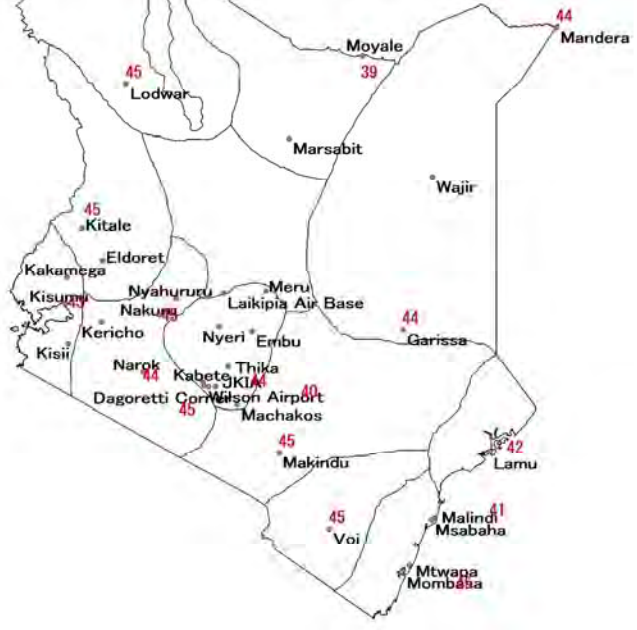 44
Mandera
Moyale
39
45
Lodwar
Marsabit
Wajir
45
Kitale
Eldoret
Kakamega
Kisumu
Nyahururu
Meru
Laikipia Air Base
Nakuru
Kericho
Nyeri
Embu
44
Garissa
Kisii
Narok
44
Thika
Kabete
JKIA
44
40
Dagoretti Corner
Wilson Airport
45
Machakos
45
Makindu
42
Lamu
45
Voi
41
Malindi
Msabaha
Mtwapa
Mombasa